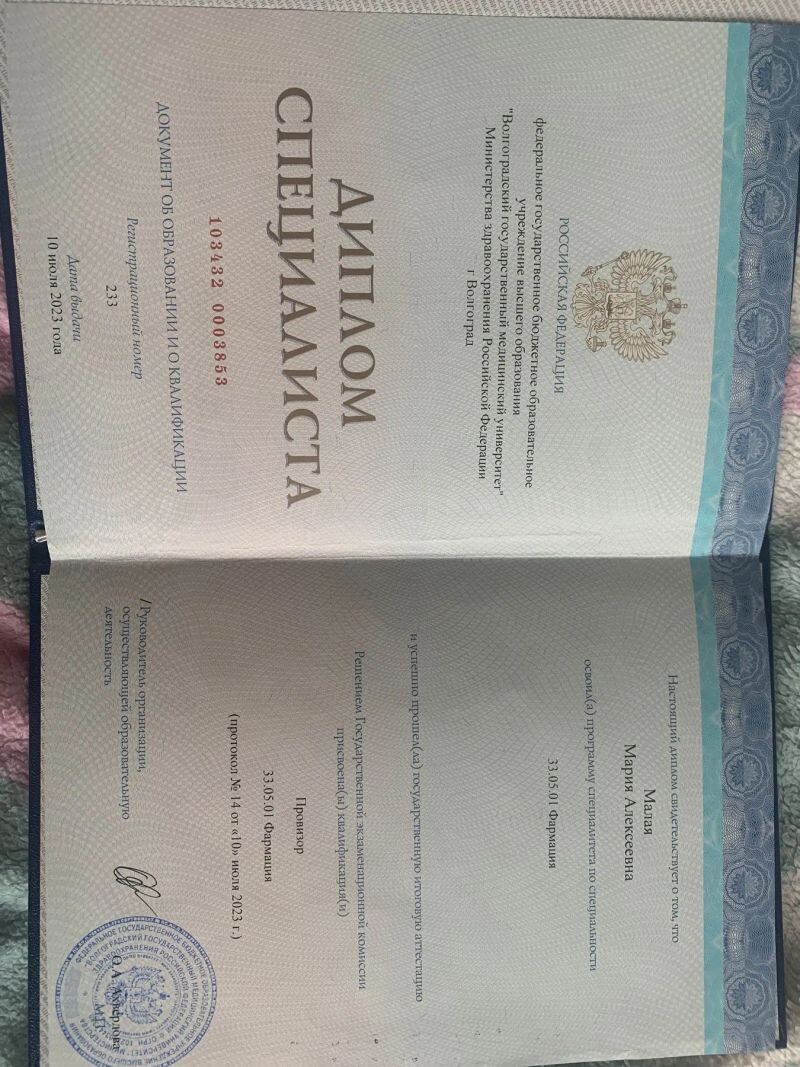 РОССИЙСКАЯ ФЕДЕРАЦИЯ
федеральное государственное бюджетное образовательное
учреждение высшего образования
"Волгоградский государственный медицинский университет"
Министерства здравоохранения Российской Федерации
г Волгоград
ДИПЛОМ
СПЕЦИАЛИСТА
103432 0003853
ДОКУМЕНТ ОБ ОБРАЗОВАНИИ И О КВАЛИФИКАЦИИ
Регистрационный номер
233
Дата выдачи
10 июля 2023 года
Настоящий диплом свидетельствует о том, что
Малая
Мария Алексеевна
освоил(а) программу специалитета по специальности
33.05.01 Фармация
и успешно прошел(ла) государственную итоговую аттестацию
Решением Государственной экзаменационной комиссии
присвоена(ы) квалификация(и)
Провизор
33.05.01 Фармация
(протокол № 14 от «10» июля 2023 г.)
/ Руководитель организации,
осуществляющей образовательную
деятельность
О.А. Ахвердова
М.П.